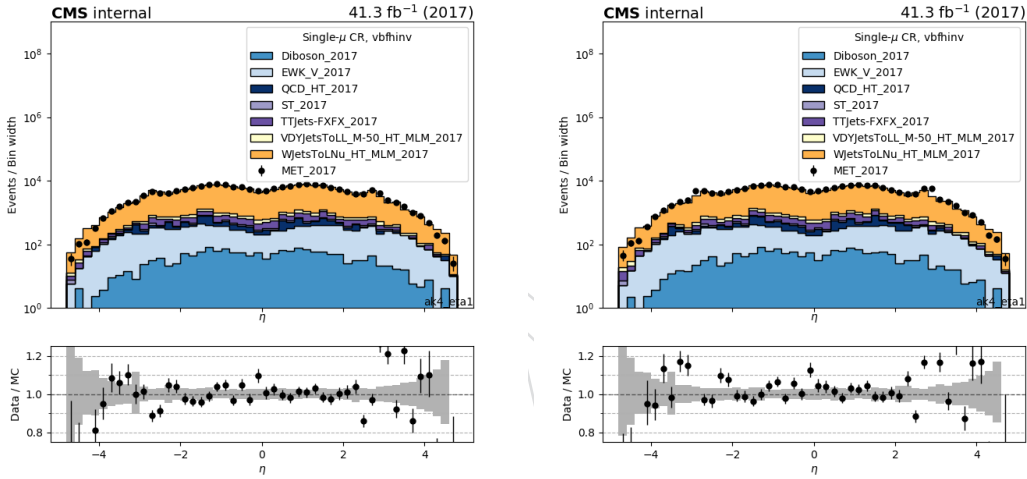 CMS internal 41.3 fb⁻¹ (2017)
Events / Bin width
10⁸
10⁶
10⁴
10²
10⁰
Single-μ CR, vbfhinv
Diboson_2017
EWK_V_2017
QCD_HT_2017
ST_2017
TTJets-FXFX_2017
VDYJetsToLL_M-50_HT_MLM_2017
WJetsToLNu_HT_MLM_2017
MET_2017
ak4_eta1
η
Data / MC
1.2
1.0
0.8
−4 −2 0 2 4
η
CMS internal 41.3 fb⁻¹ (2017)
Events / Bin width
10⁸
10⁶
10⁴
10²
10⁰
Single-μ CR, vbfhinv
Diboson_2017
EWK_V_2017
QCD_HT_2017
ST_2017
TTJets-FXFX_2017
VDYJetsToLL_M-50_HT_MLM_2017
WJetsToLNu_HT_MLM_2017
MET_2017
ak4_eta1
η
Data / MC
1.2
1.0
0.8
−4 −2 0 2 4
η